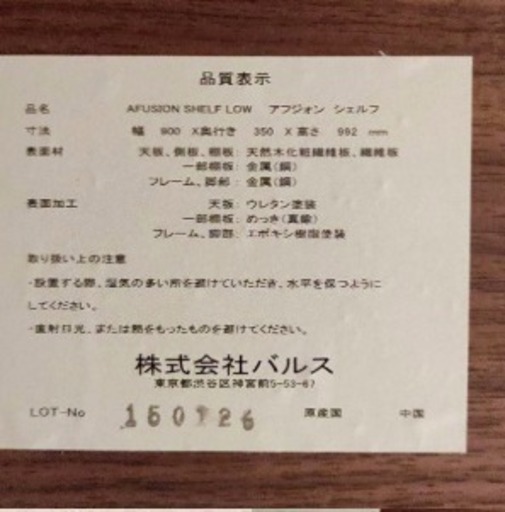 品質表示
品名 AFUSION SHELF LOW アフジォン シェルフ
寸法 幅 900 X奥行き 350 X 高さ 992 mm
表面材 天板、側板、棚板: 天然木化粧繊維板、繊維板
一部棚板: 金属(鋼)
フレーム、脚部: 金属(鋼)
表面加工 天板: ウレタン塗装
一部棚板: めっき(真鍮)
フレーム、脚部: エポキシ樹脂塗装
取り扱い上の注意
・設置する際、湿気の多い所を避けていただき、水平を保つように
してください。
・直射日光、または熱をもったものを避けてください。
株式会社バルス
東京都渋谷区神宮前5-53-67
LOT-No 原産国 中国